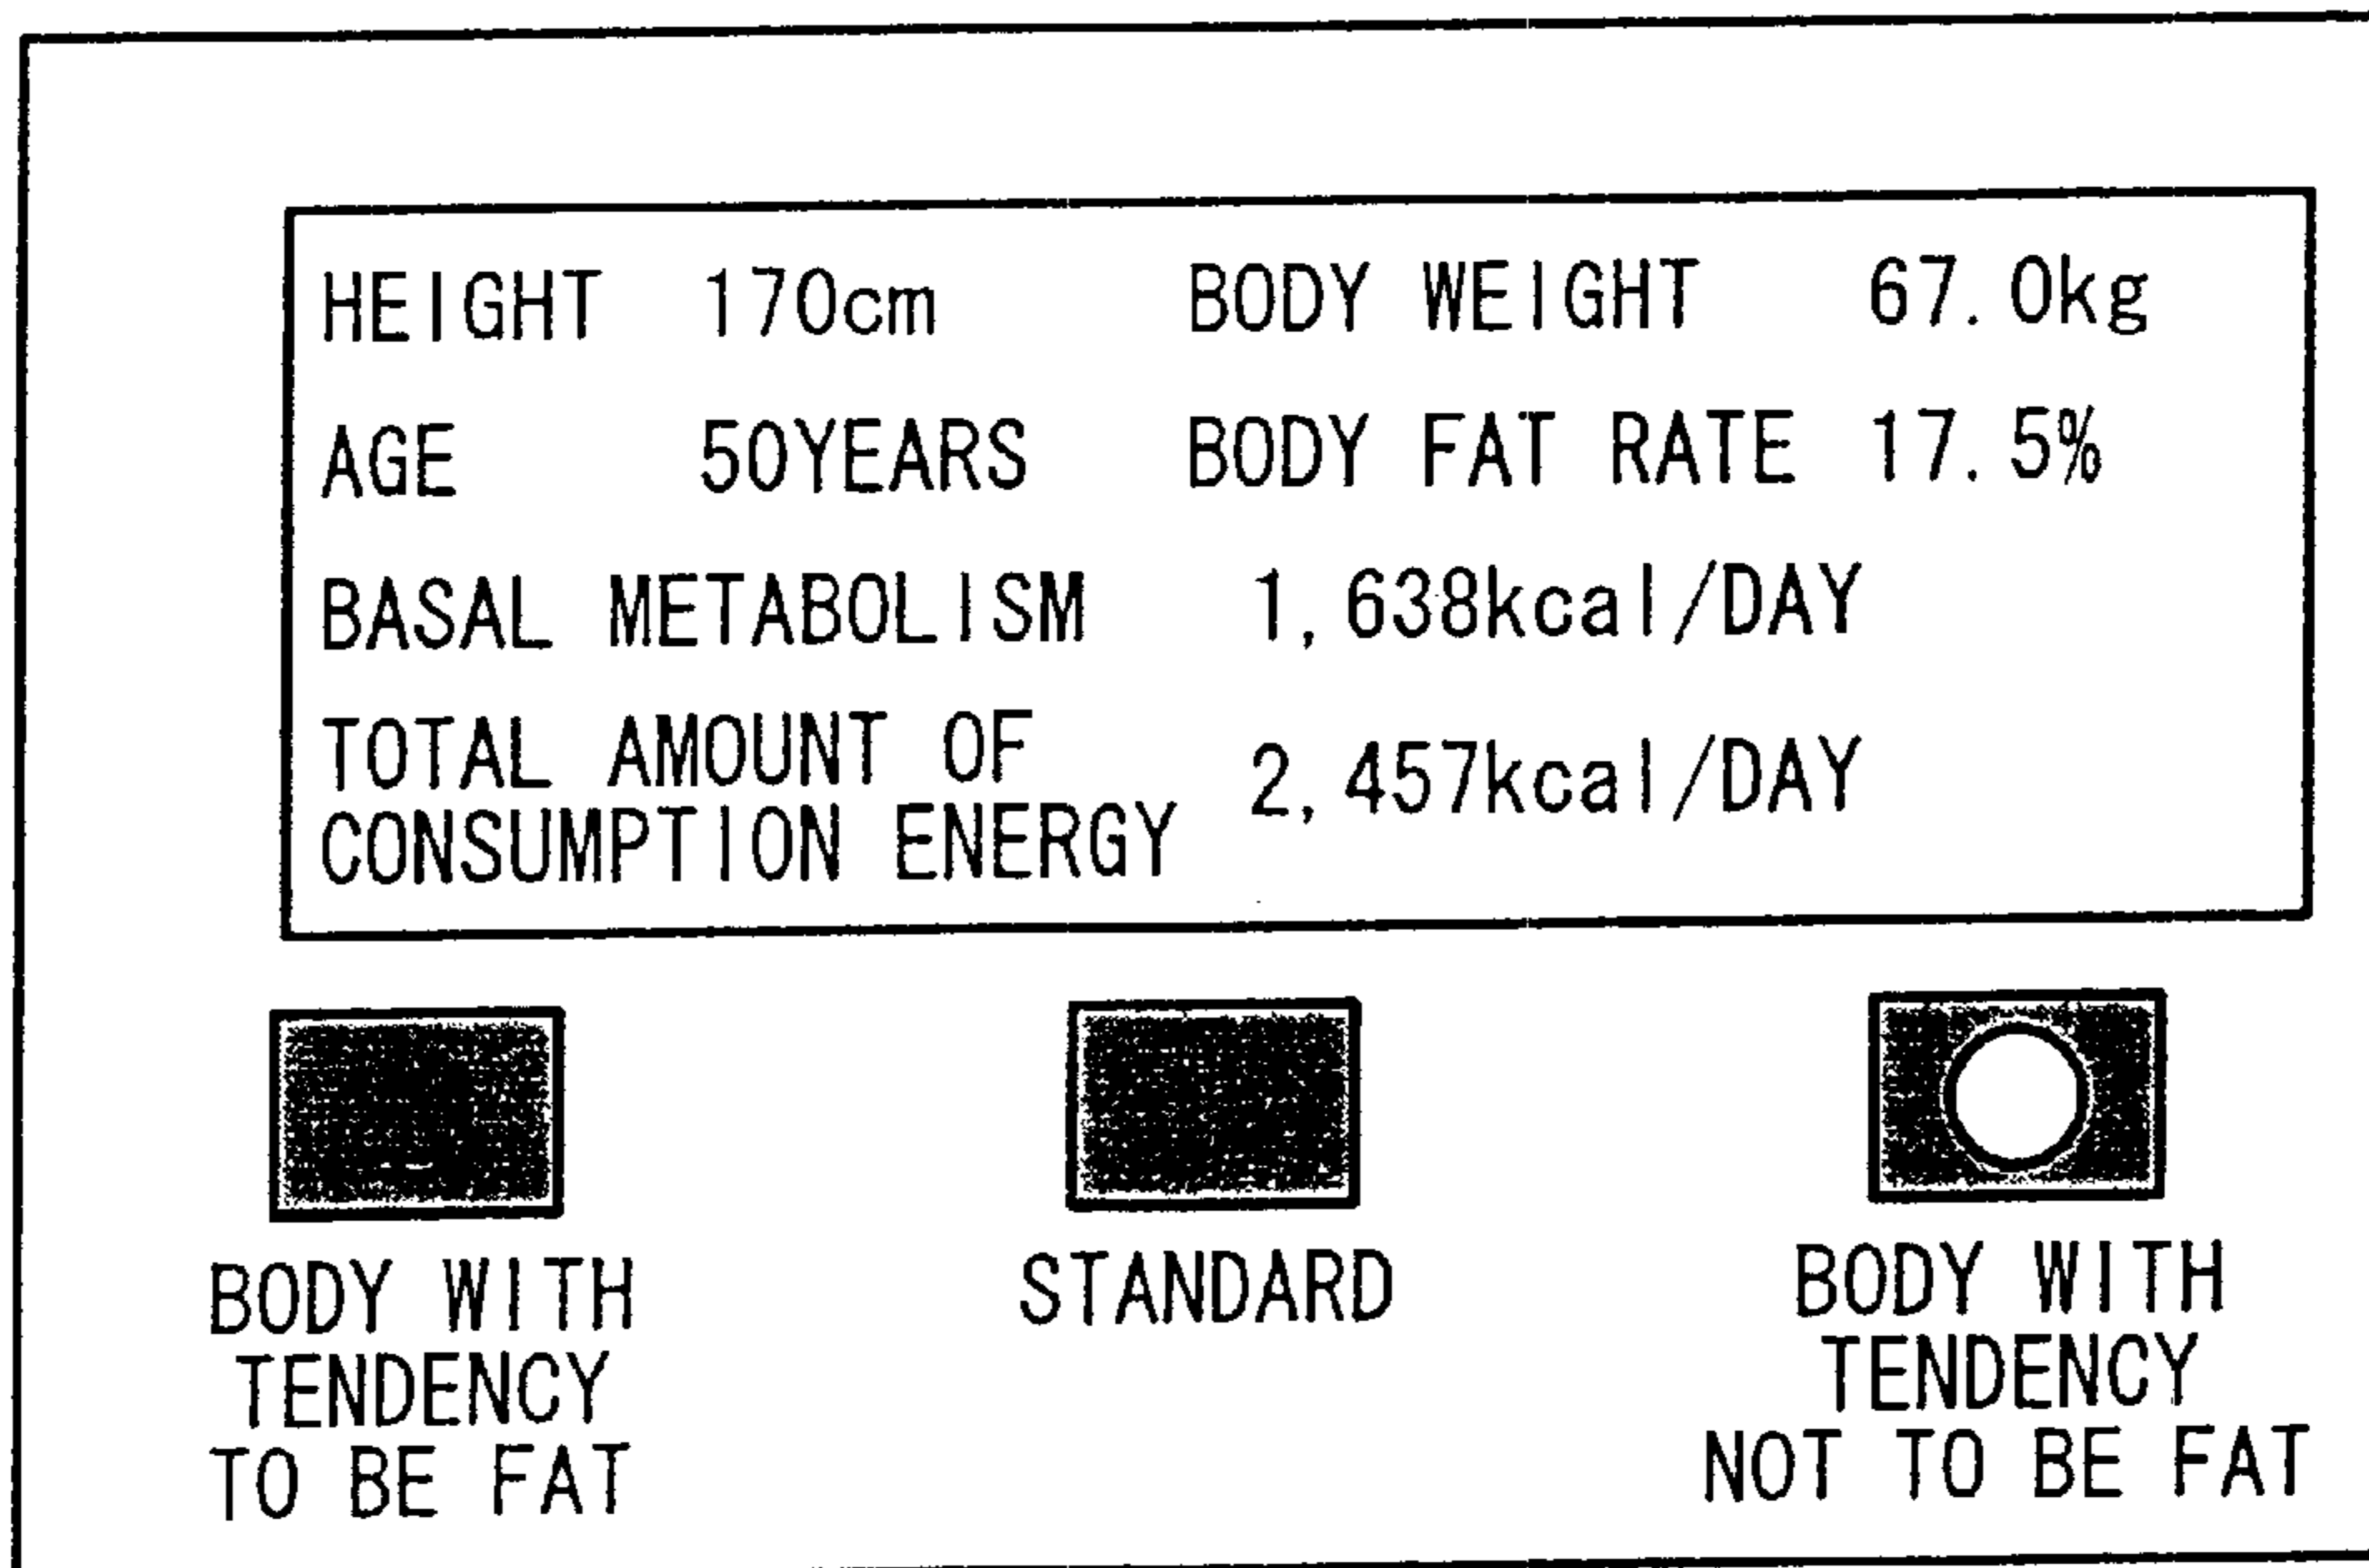 HEIGHT 170cm BODY WEIGHT 67.0kg
AGE 50YEARS BODY FAT RATE 17.5%
BASAL METABOLISM 1,638kcal/DAY
TOTAL AMOUNT OF
CONSUMPTION ENERGY 2,457kcal/DAY
BODY WITH
TENDENCY
TO BE FAT
STANDARD
BODY WITH
TENDENCY
NOT TO BE FAT